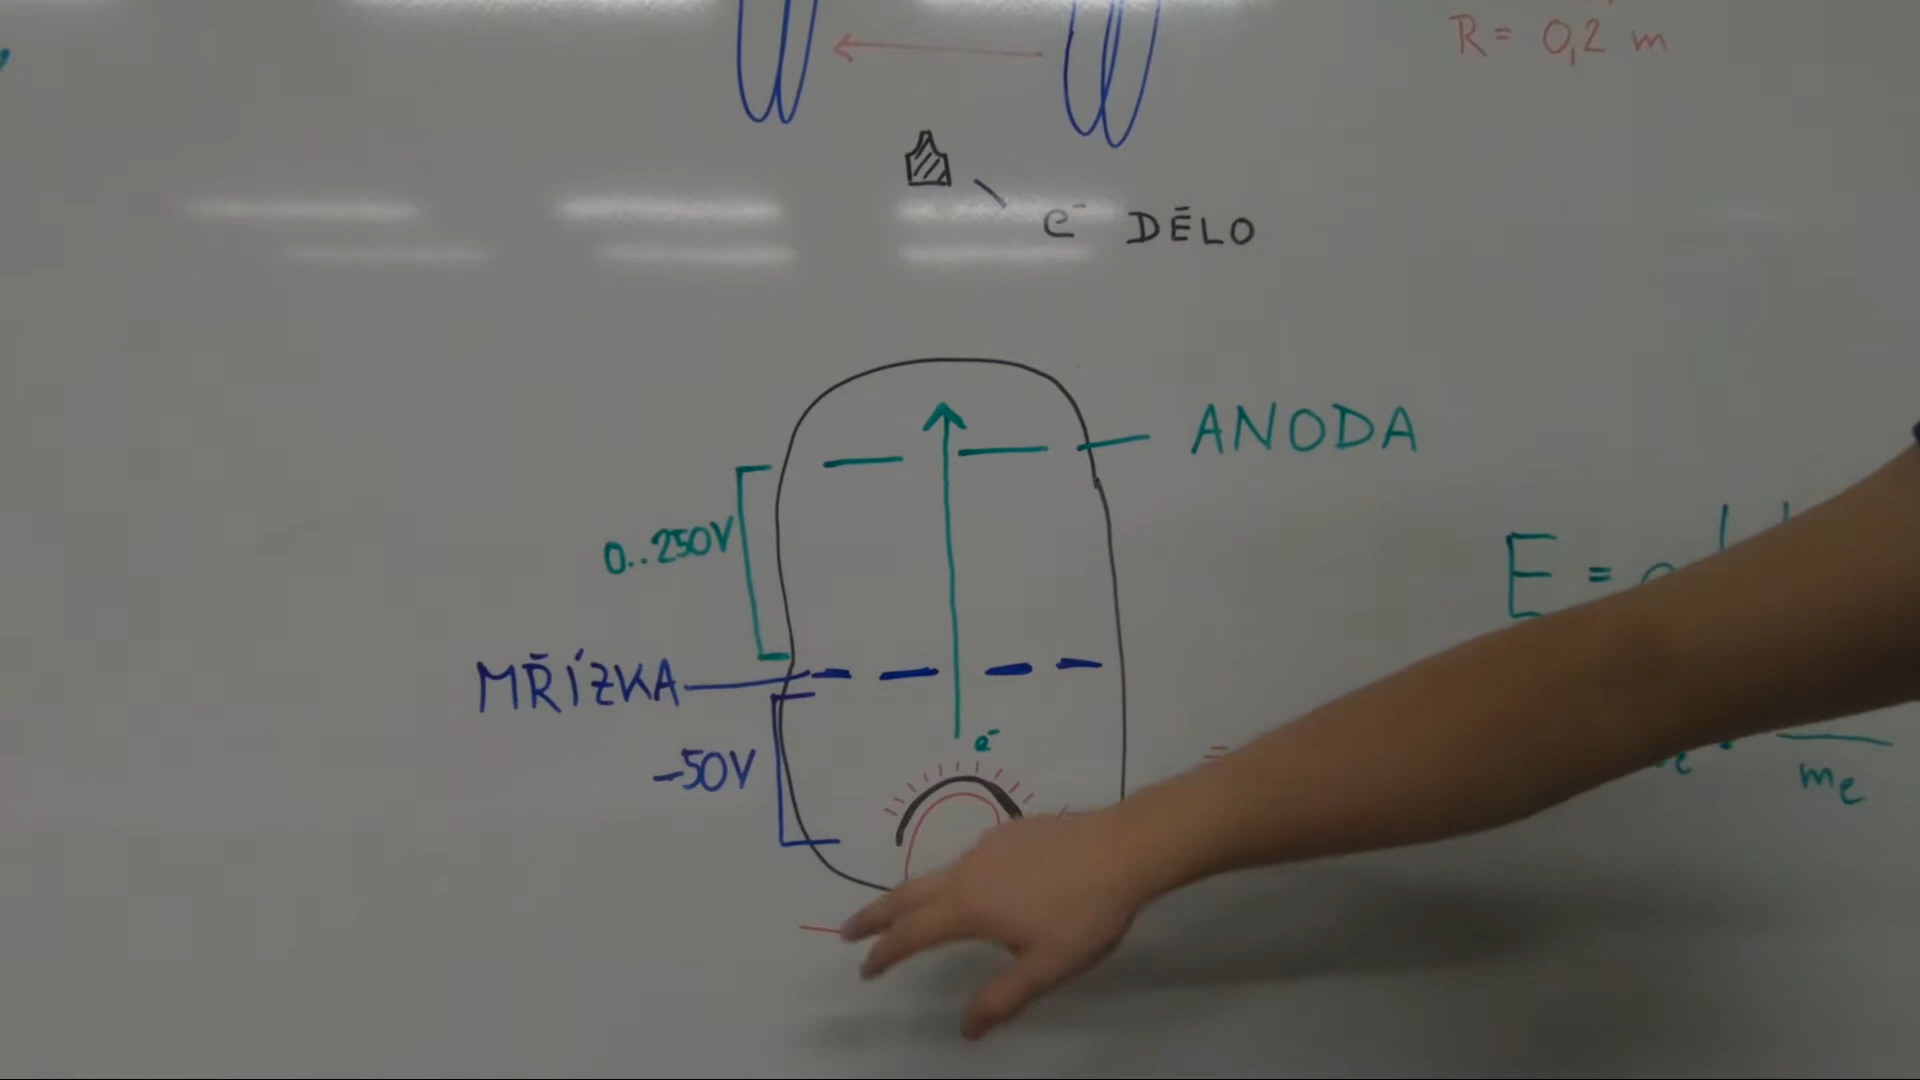 R = 0,2 m
e⁻ DĚLO
ANODA
0..250V
E =
MŘÍZKA
e⁻
-50V
mₑ